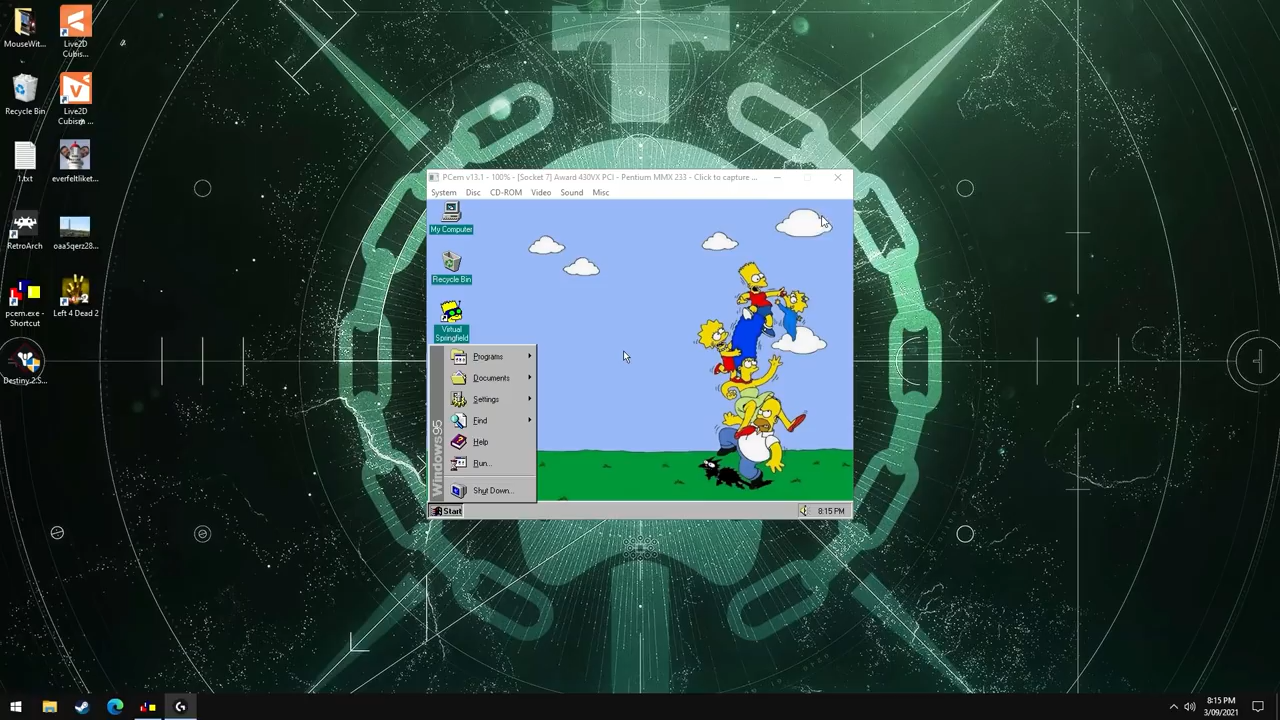 MouseWit...
Live2D
Cubis...
Recycle Bin
Live2D
Cubism ...
1.txt
everfeltliket...
RetroArch
oaa5qerz28...
pcem.exe -
Shortcut
Left 4 Dead 2
Destiny.2.S...
PCem v13.1 - 100% - [Socket 7] Award 430VX PCI - Pentium MMX 233 - Click to capture ...
System Disc CD-ROM Video Sound Misc
My Computer
Recycle Bin
Virtual
Springfield
Programs
Documents
Settings
Find
Help
Run...
Shut Down...
Windows95
Start
8:15 PM
8:15 PM
3/09/2021